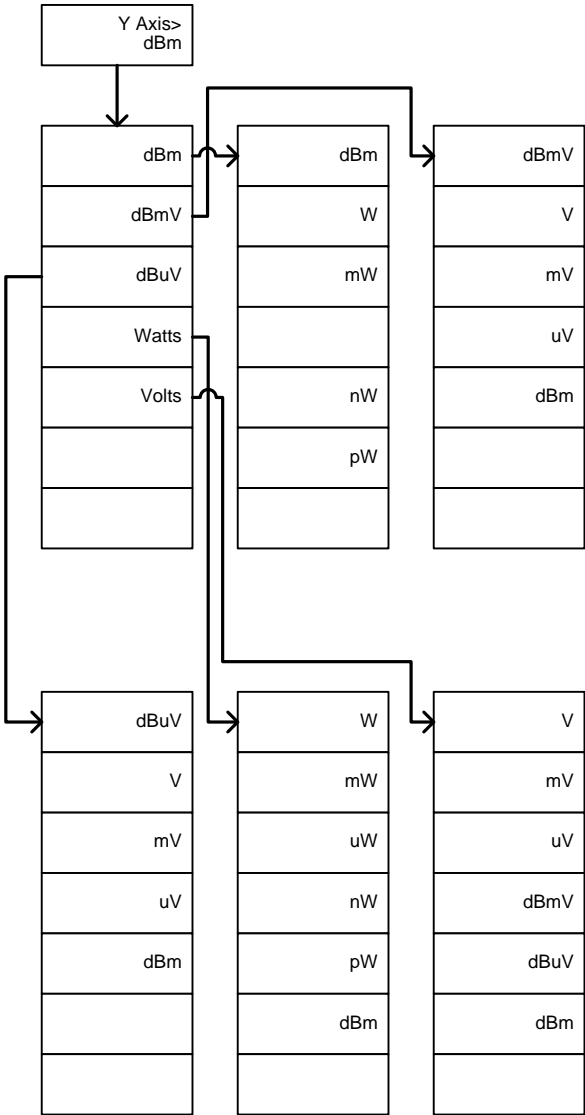 Y Axis>
dBm
dBm
dBmV
dBuV
Watts
Volts
dBm
W
mW
nW
pW
dBmV
V
mV
uV
dBm
dBuV
V
mV
uV
dBm
W
mW
uW
nW
pW
dBm
V
mV
uV
dBmV
dBuV
dBm